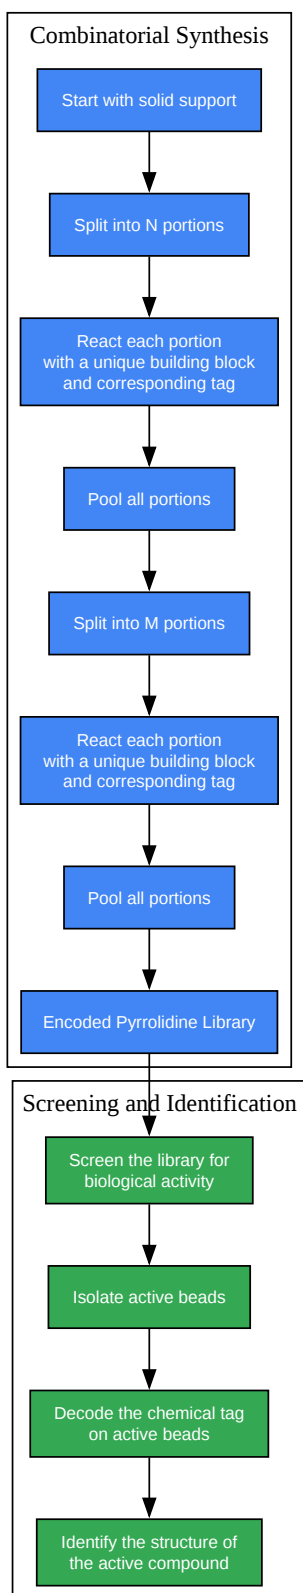 Combinatorial Synthesis
Start with solid support
Split into N portions
React each portion
with a unique building block
and corresponding tag
Pool all portions
Split into M portions
React each portion
with a unique building block
and corresponding tag
Pool all portions
Encoded Pyrrolidine Library
Screening and Identification
Screen the library for
biological activity
Isolate active beads
Decode the chemical tag
on active beads
Identify the structure of
the active compound